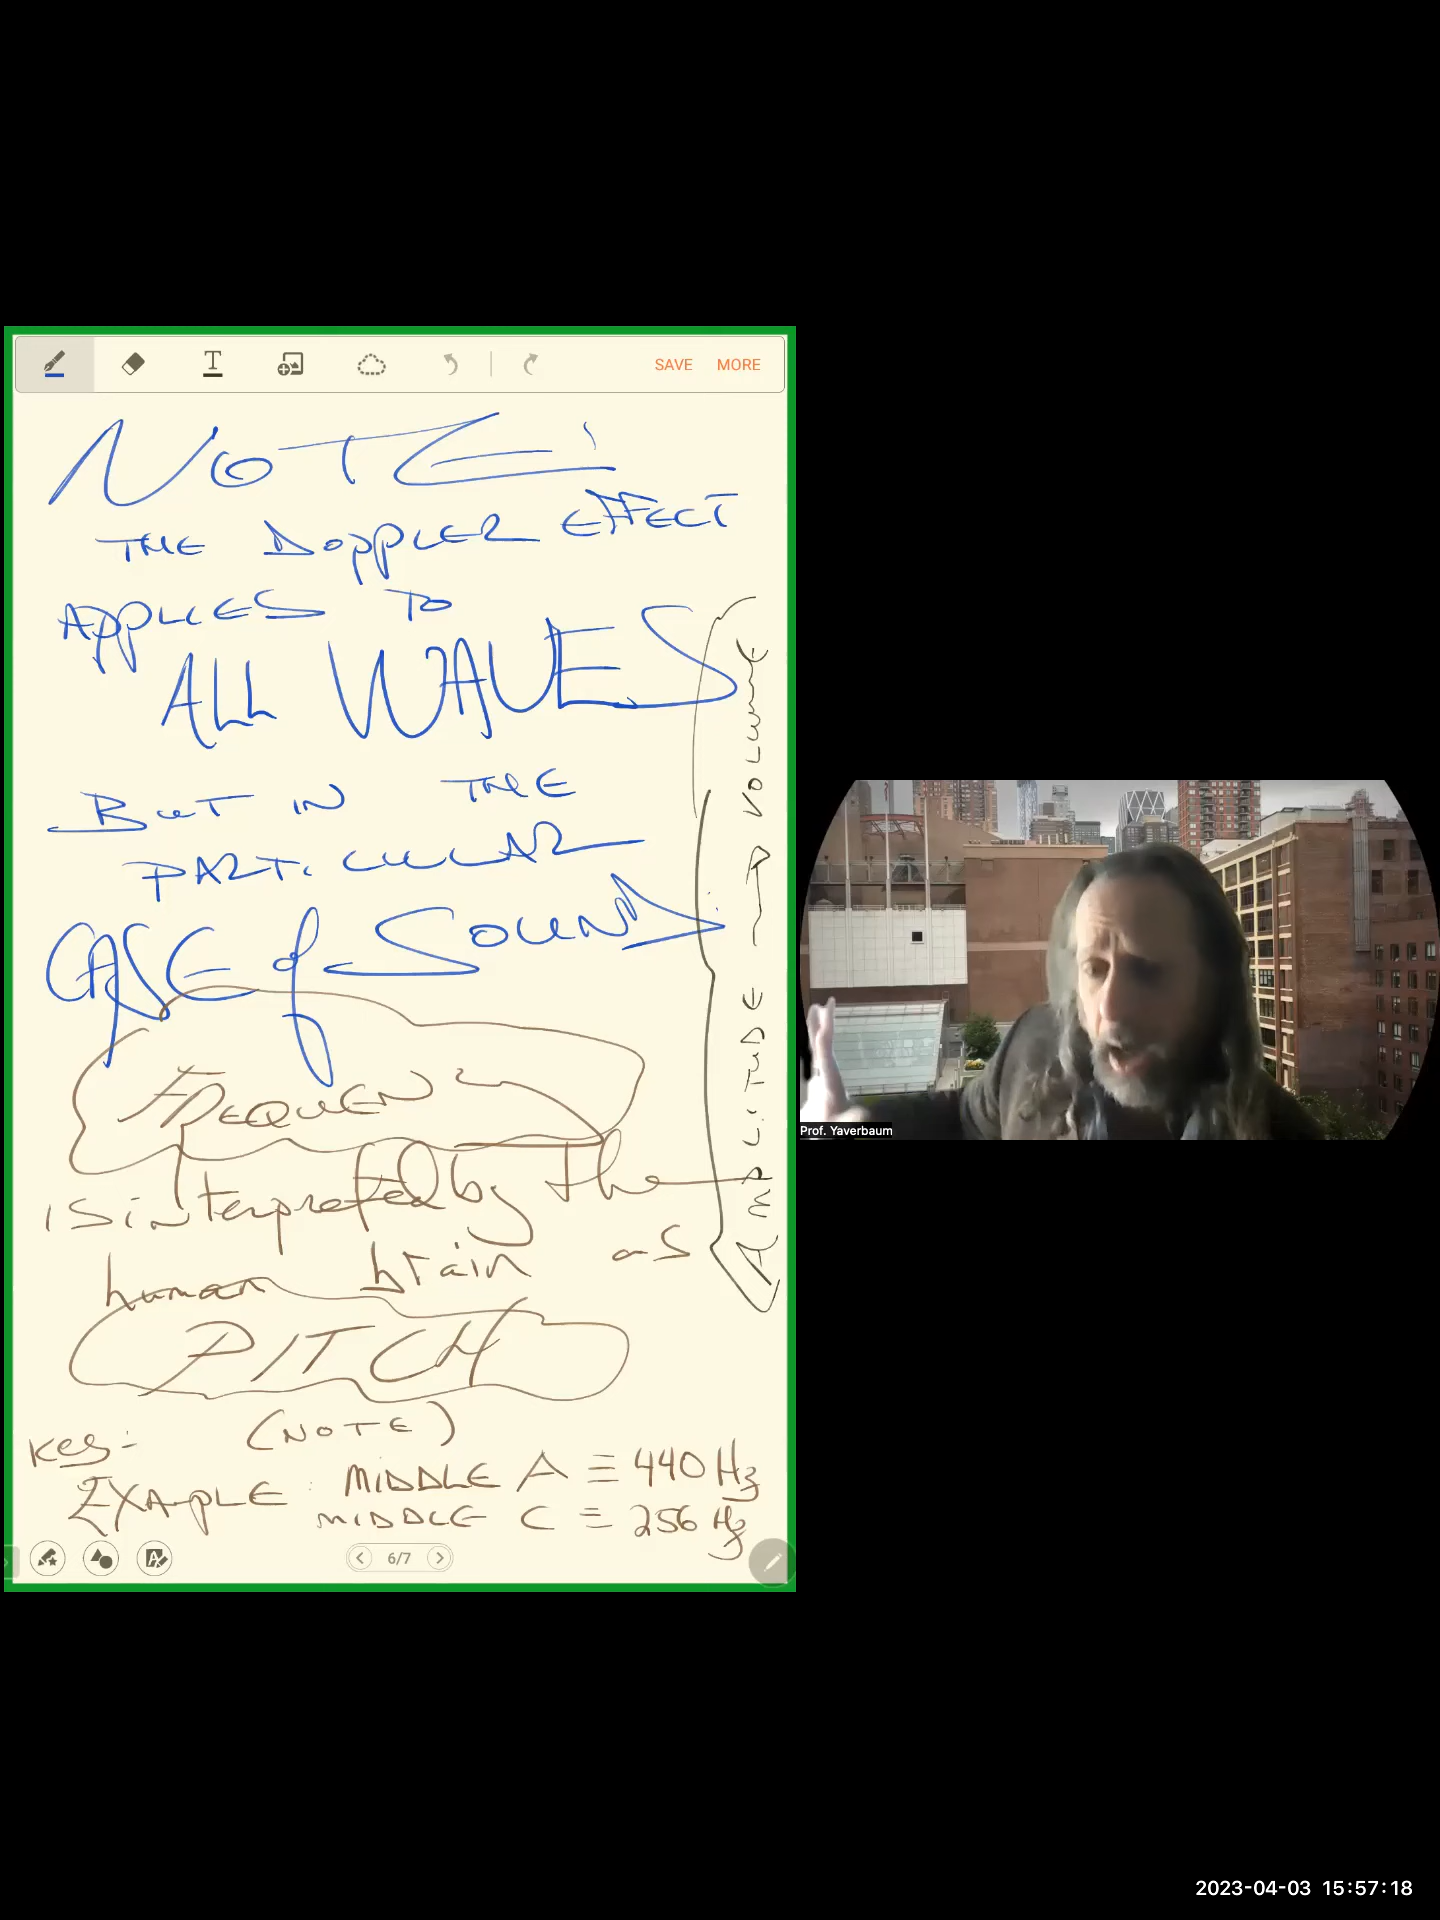 SAVE MORE
NOTE:
THE DOPPLER EFFECT
APPLIES TO
ALL WAVES
BUT IN THE
PARTICULAR
CASE of SOUND
FREQUENCY
is interpreted by the
human brain as
PITCH
(NOTE)
Key:
EXAMPLE: MIDDLE A ≡ 440 Hz
MIDDLE C ≡ 256 Hz
AMPLITUDE → VOLUME
6/7
Prof. Yaverbaum
2023-04-03 15:57:18